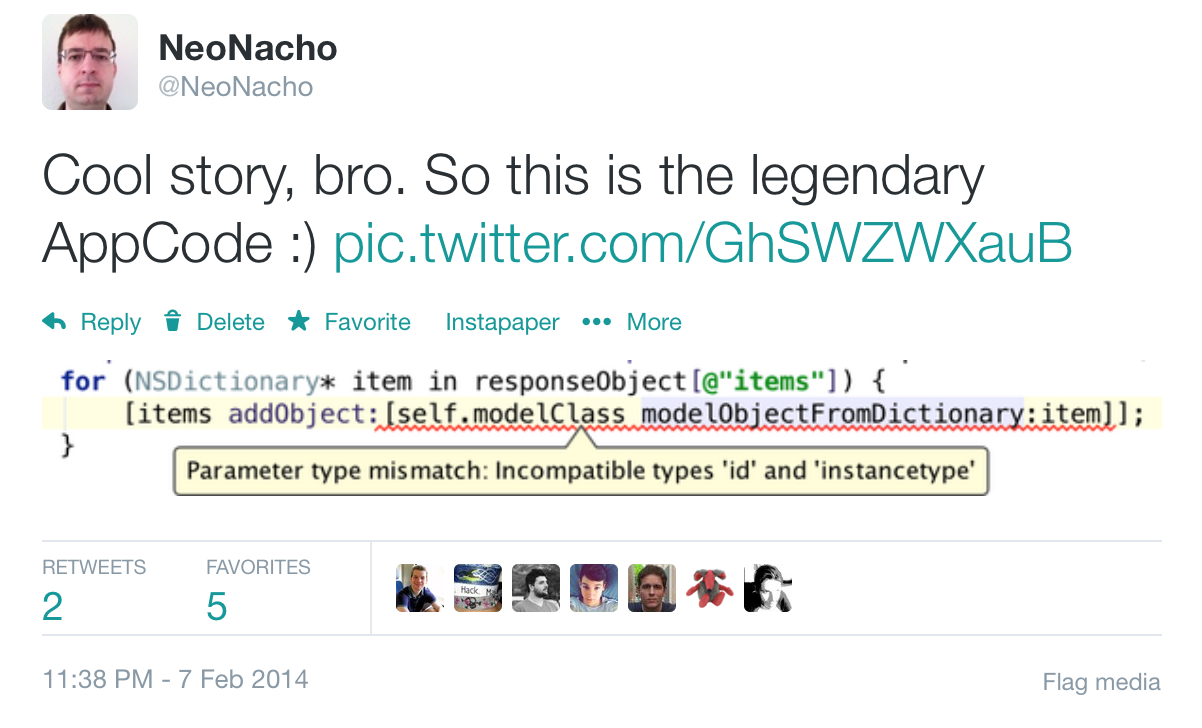 NeoNacho
@NeoNacho
Cool story, bro. So this is the legendary
AppCode :) pic.twitter.com/GhSWZWXauB
Reply Delete Favorite Instapaper More
for (NSDictionary* item in responseObject[@"items"]) {
[items addObject:[self.modelClass modelObjectFromDictionary:item]];
}
Parameter type mismatch: Incompatible types 'id' and 'instancetype'
RETWEETS FAVORITES
2 5
Hack.
11:38 PM - 7 Feb 2014 Flag media